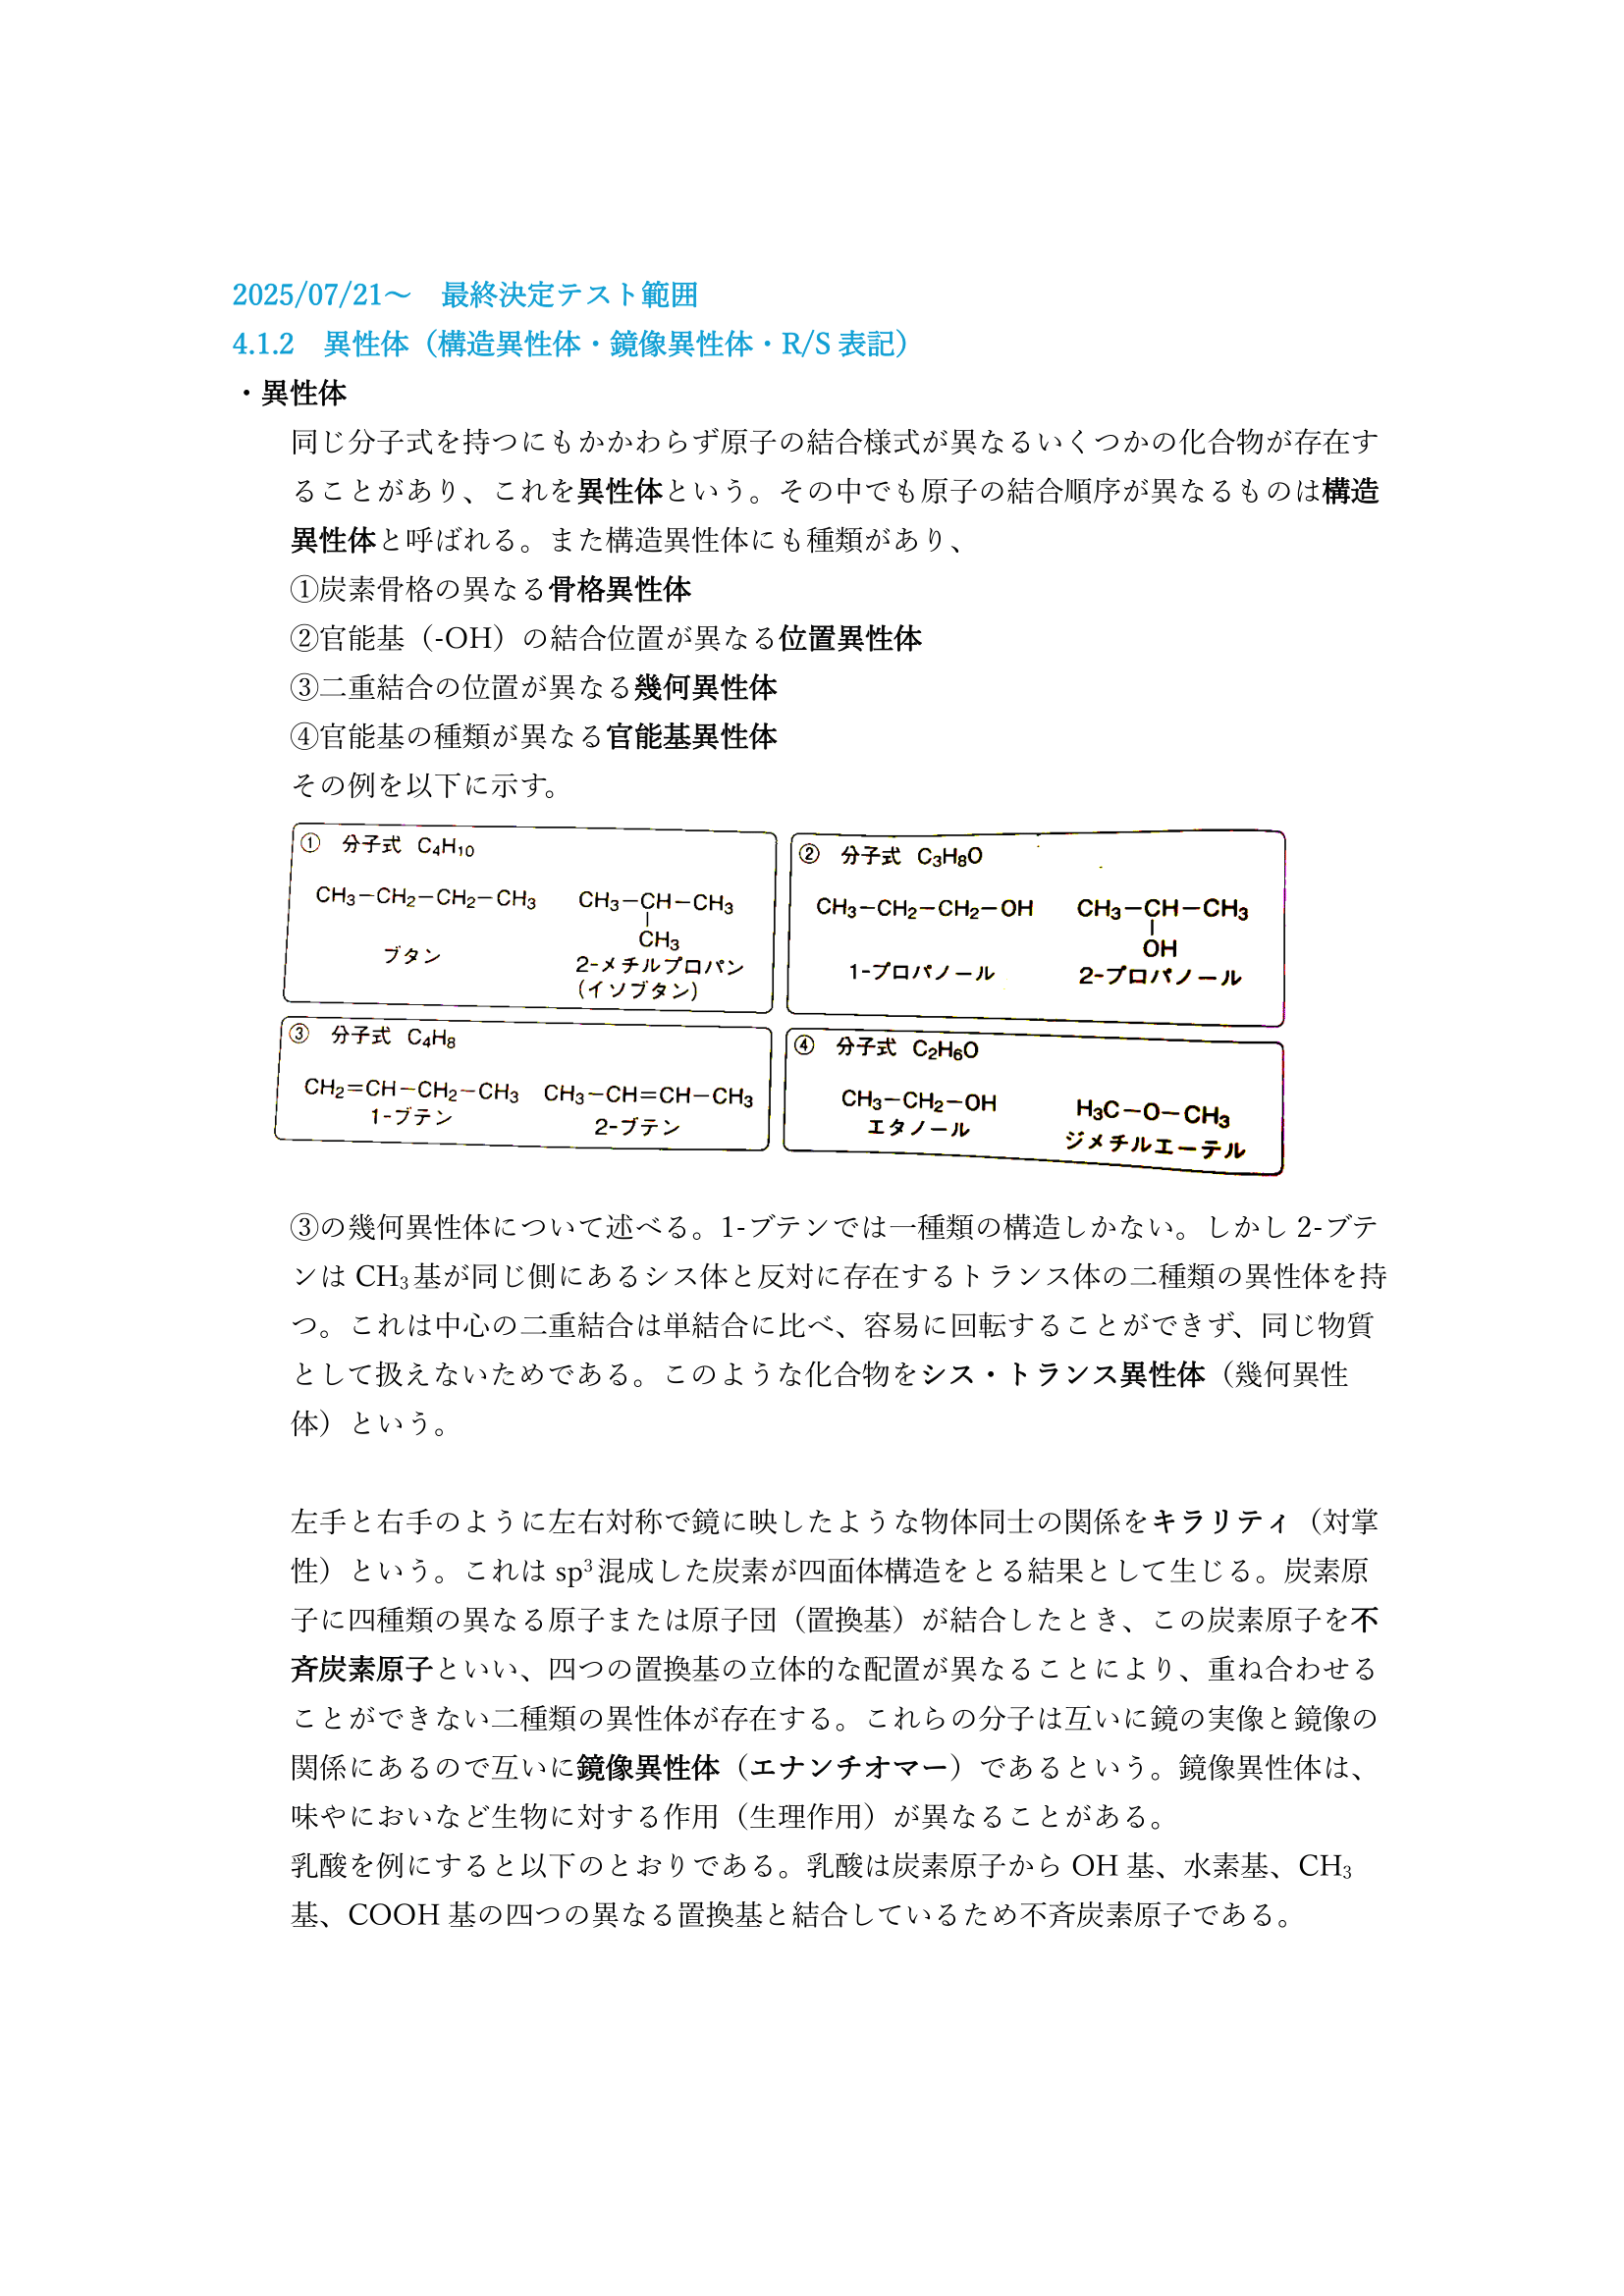 2025/07/21～　最終決定テスト範囲
4.1.2　異性体（構造異性体・鏡像異性体・R/S 表記）
・異性体
同じ分子式を持つにもかかわらず原子の結合様式が異なるいくつかの化合物が存在す
ることがあり、これを異性体という。その中でも原子の結合順序が異なるものは構造
異性体と呼ばれる。また構造異性体にも種類があり、
①炭素骨格の異なる骨格異性体
②官能基（-OH）の結合位置が異なる位置異性体
③二重結合の位置が異なる幾何異性体
④官能基の種類が異なる官能基異性体
その例を以下に示す。
① 分子式 C₄H₁₀
CH₃－CH₂－CH₂－CH₃ CH₃－CH－CH₃
CH₃
ブタン
2-メチルプロパン
(イソブタン)
② 分子式 C₃H₈O
CH₃－CH₂－CH₂－OH CH₃－CH－CH₃
OH
1-プロパノール 2-プロパノール
③ 分子式 C₄H₈
CH₂=CH－CH₂－CH₃ CH₃－CH=CH－CH₃
1-ブテン 2-ブテン
④ 分子式 C₂H₆O
CH₃－CH₂－OH H₃C－O－CH₃
エタノール ジメチルエーテル
③の幾何異性体について述べる。1-ブテンでは一種類の構造しかない。しかし 2-ブテ
ンは CH₃基が同じ側にあるシス体と反対に存在するトランス体の二種類の異性体を持
つ。これは中心の二重結合は単結合に比べ、容易に回転することができず、同じ物質
として扱えないためである。このような化合物をシス・トランス異性体（幾何異性
体）という。
左手と右手のように左右対称で鏡に映したような物体同士の関係をキラリティ（対掌
性）という。これは sp³混成した炭素が四面体構造をとる結果として生じる。炭素原
子に四種類の異なる原子または原子団（置換基）が結合したとき、この炭素原子を不
斉炭素原子といい、四つの置換基の立体的な配置が異なることにより、重ね合わせる
ことができない二種類の異性体が存在する。これらの分子は互いに鏡の実像と鏡像の
関係にあるので互いに鏡像異性体（エナンチオマー）であるという。鏡像異性体は、
味やにおいなど生物に対する作用（生理作用）が異なることがある。
乳酸を例にすると以下のとおりである。乳酸は炭素原子から OH 基、水素基、CH₃
基、COOH 基の四つの異なる置換基と結合しているため不斉炭素原子である。